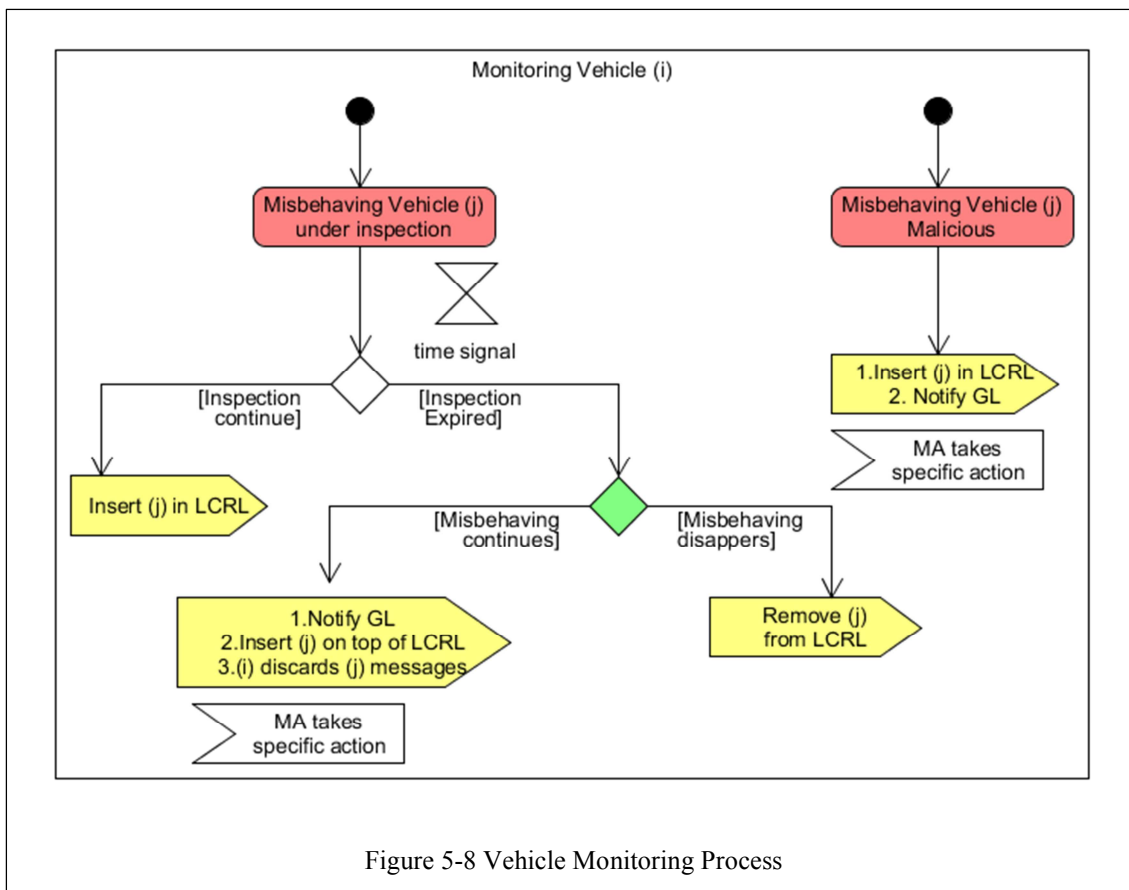 Monitoring Vehicle (i)
Misbehaving Vehicle (j)
under inspection
Misbehaving Vehicle (j)
Malicious
time signal
[Inspection
continue]
[Inspection
Expired]
1.Insert (j) in LCRL
2. Notify GL
MA takes
specific action
Insert (j) in LCRL
[Misbehaving
continues]
[Misbehaving
disappers]
1.Notify GL
2.Insert (j) on top of LCRL
3.(i) discards (j) messages
Remove (j)
from LCRL
MA takes
specific action
Figure 5-8 Vehicle Monitoring Process